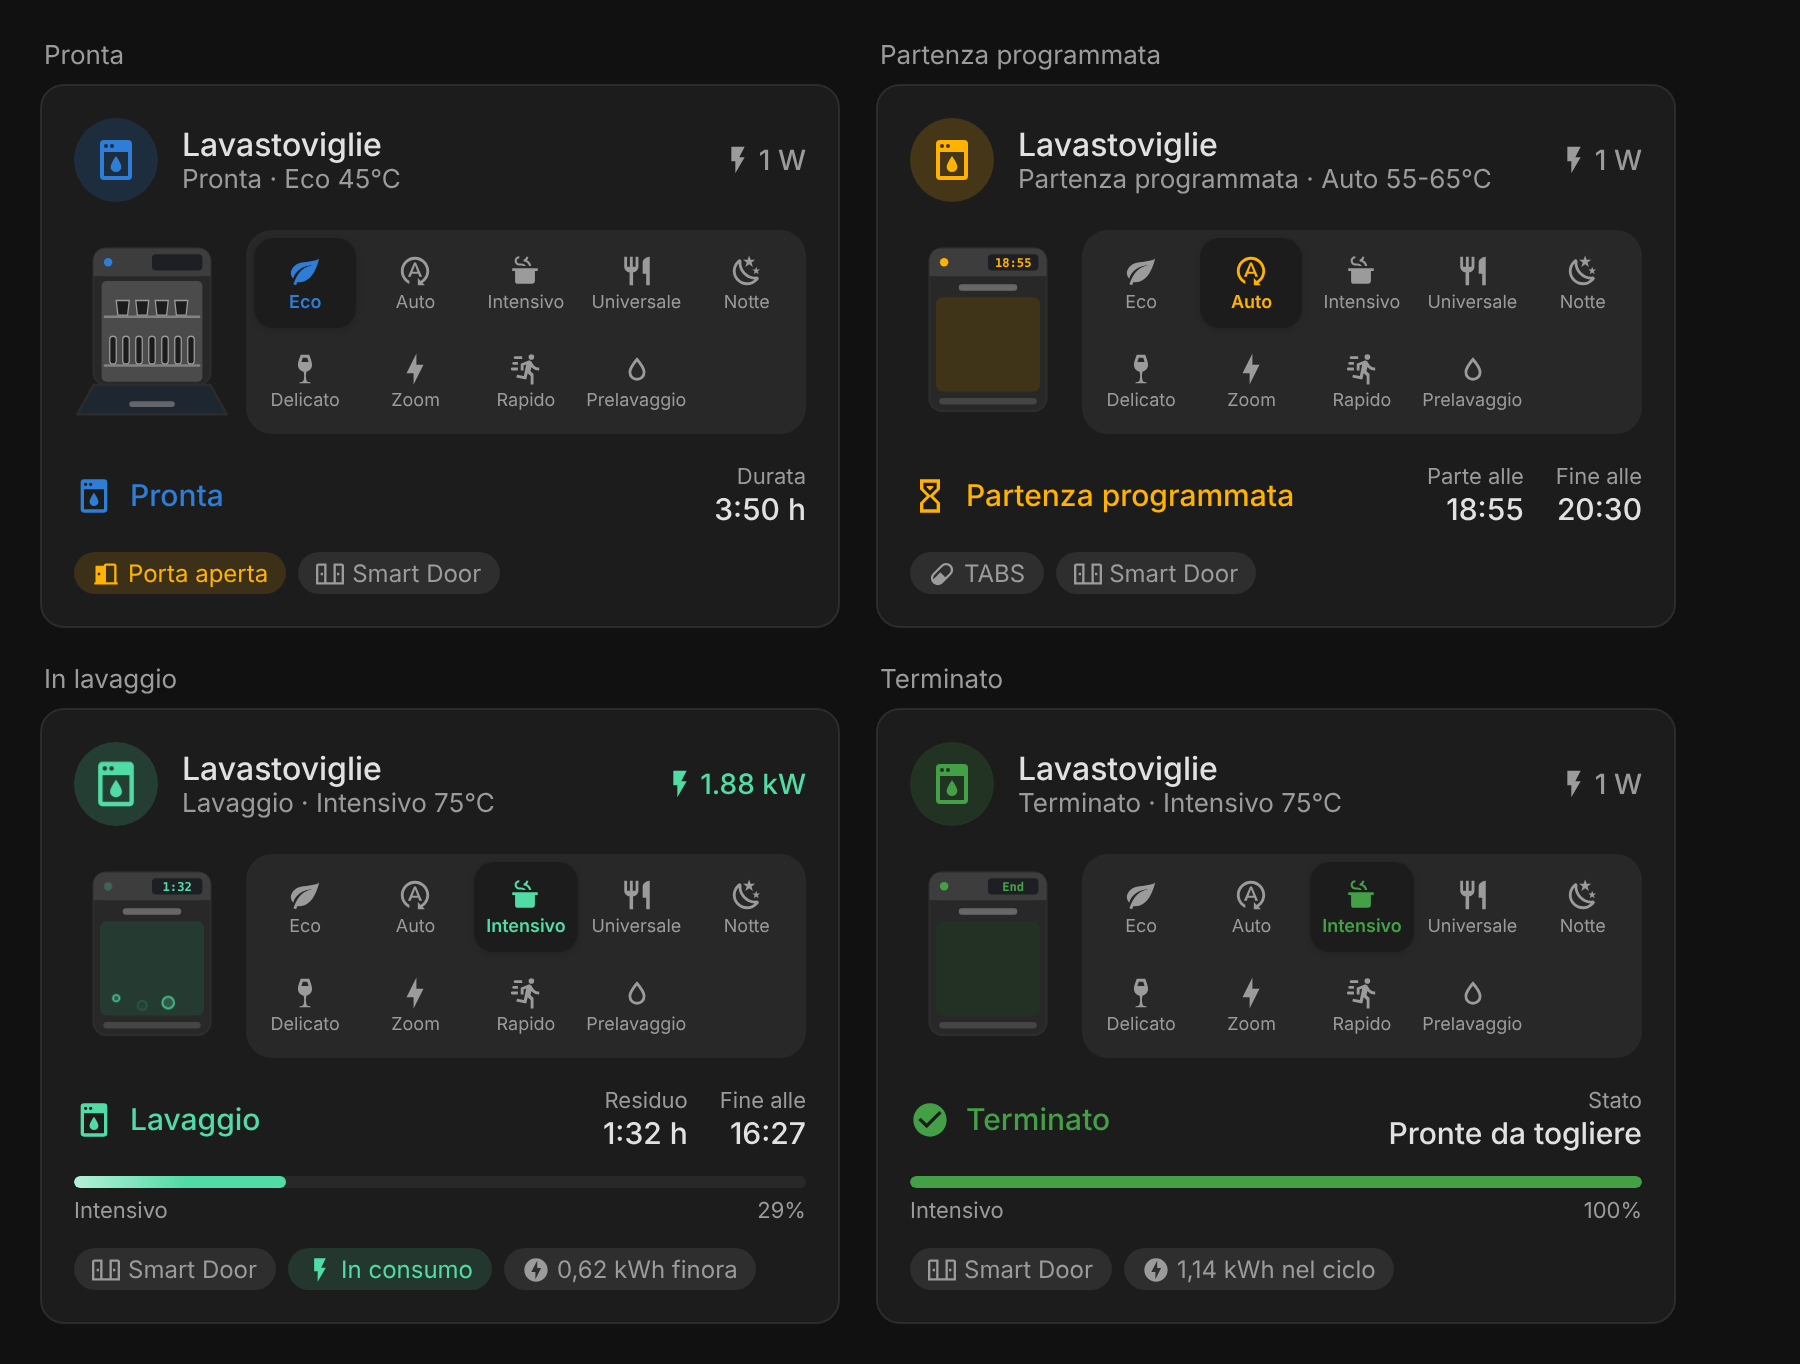 Pronta
Lavastoviglie
Pronta · Eco 45°C
1 W
Eco
Auto
Intensivo
Universale
Notte
Delicato
Zoom
Rapido
Prelavaggio
Pronta
Durata
3:50 h
Porta aperta
Smart Door
Partenza programmata
Lavastoviglie
Partenza programmata · Auto 55-65°C
1 W
18:55
Eco
Auto
Intensivo
Universale
Notte
Delicato
Zoom
Rapido
Prelavaggio
Partenza programmata
Parte alle
18:55
Fine alle
20:30
TABS
Smart Door
In lavaggio
Lavastoviglie
Lavaggio · Intensivo 75°C
1.88 kW
1:32
Eco
Auto
Intensivo
Universale
Notte
Delicato
Zoom
Rapido
Prelavaggio
Lavaggio
Residuo
1:32 h
Fine alle
16:27
Intensivo
29%
Smart Door
In consumo
0,62 kWh finora
Terminato
Lavastoviglie
Terminato · Intensivo 75°C
1 W
End
Eco
Auto
Intensivo
Universale
Notte
Delicato
Zoom
Rapido
Prelavaggio
Terminato
Stato
Pronte da togliere
Intensivo
100%
Smart Door
1,14 kWh nel ciclo